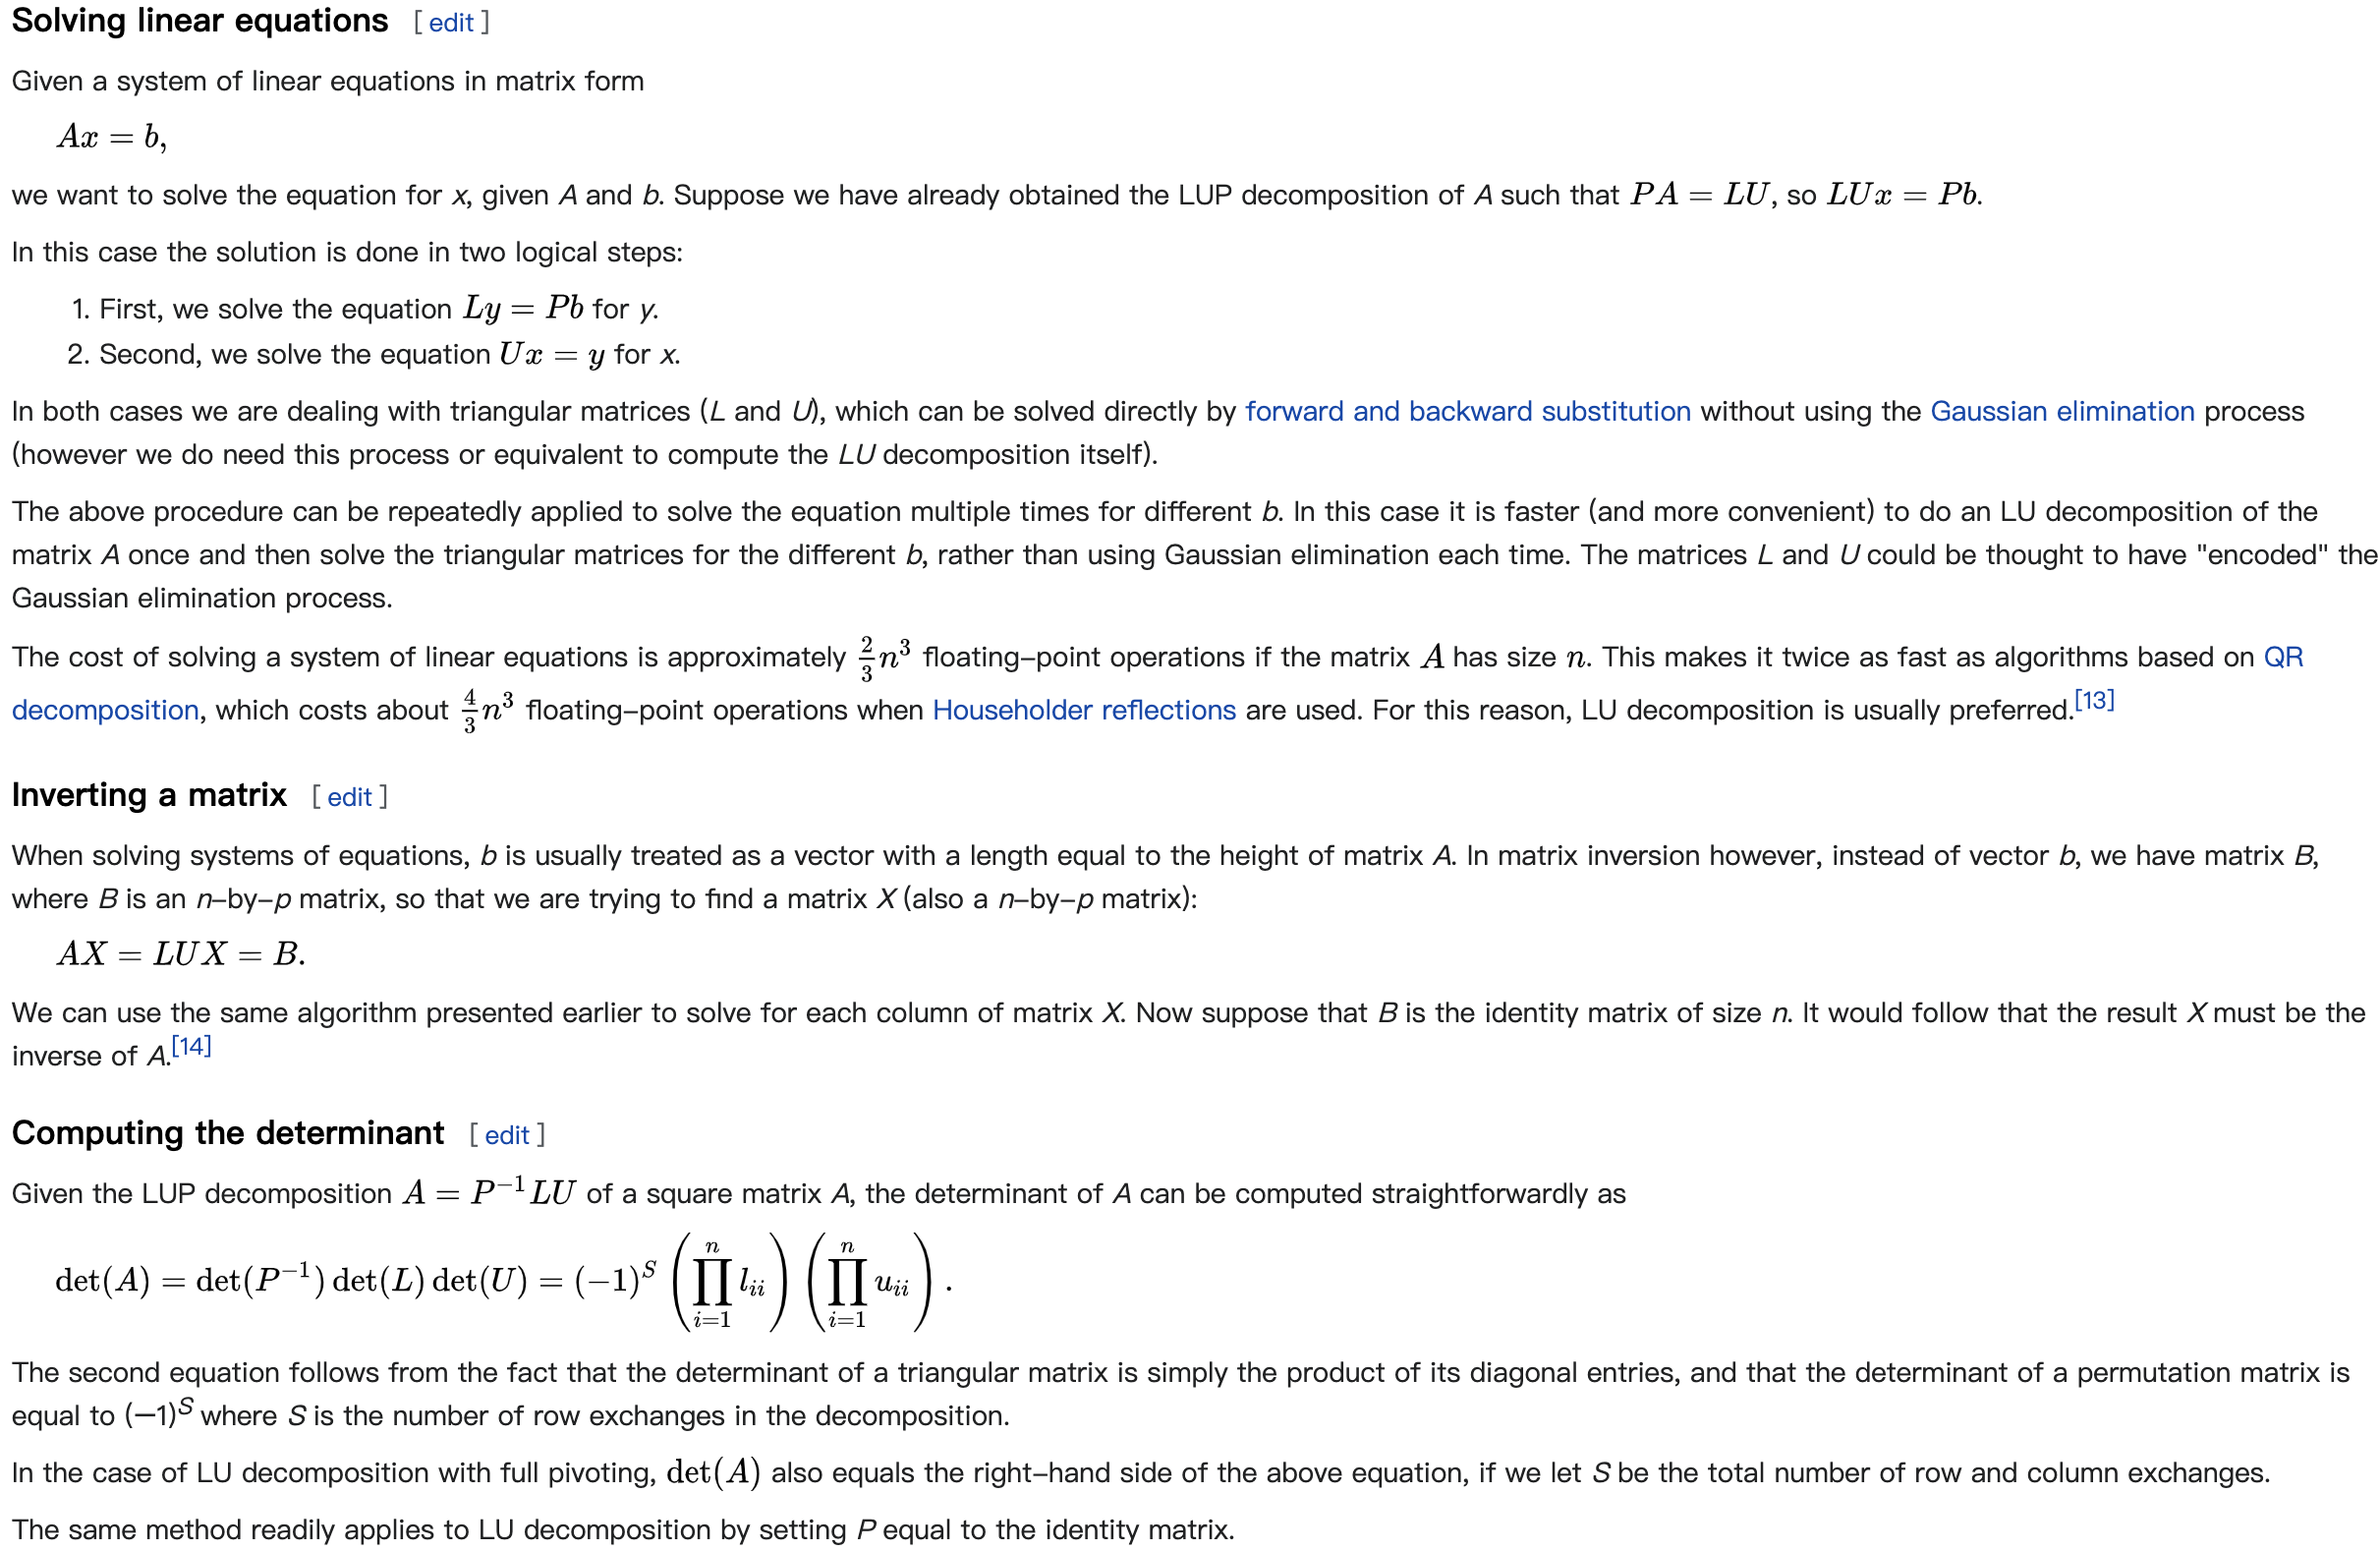 Solving linear equations [ edit ]
Given a system of linear equations in matrix form
Ax = b,
we want to solve the equation for x, given A and b. Suppose we have already obtained the LUP decomposition of A such that PA = LU, so LUx = Pb.
In this case the solution is done in two logical steps:
1. First, we solve the equation Ly = Pb for y.
2. Second, we solve the equation Ux = y for x.
In both cases we are dealing with triangular matrices (L and U), which can be solved directly by forward and backward substitution without using the Gaussian elimination process
(however we do need this process or equivalent to compute the LU decomposition itself).
The above procedure can be repeatedly applied to solve the equation multiple times for different b. In this case it is faster (and more convenient) to do an LU decomposition of the
matrix A once and then solve the triangular matrices for the different b, rather than using Gaussian elimination each time. The matrices L and U could be thought to have "encoded" the
Gaussian elimination process.
The cost of solving a system of linear equations is approximately \frac{2}{3}n^3 floating–point operations if the matrix A has size n. This makes it twice as fast as algorithms based on QR
decomposition, which costs about \frac{4}{3}n^3 floating–point operations when Householder reflections are used. For this reason, LU decomposition is usually preferred.[13]
Inverting a matrix [ edit ]
When solving systems of equations, b is usually treated as a vector with a length equal to the height of matrix A. In matrix inversion however, instead of vector b, we have matrix B,
where B is an n–by–p matrix, so that we are trying to find a matrix X (also a n–by–p matrix):
AX = LUX = B.
We can use the same algorithm presented earlier to solve for each column of matrix X. Now suppose that B is the identity matrix of size n. It would follow that the result X must be the
inverse of A.[14]
Computing the determinant [ edit ]
Given the LUP decomposition A = P^{-1}LU of a square matrix A, the determinant of A can be computed straightforwardly as
\det(A) = \det(P^{-1}) \det(L) \det(U) = (-1)^S \left( \prod_{i=1}^{n} l_{ii} \right) \left( \prod_{i=1}^{n} u_{ii} \right).
The second equation follows from the fact that the determinant of a triangular matrix is simply the product of its diagonal entries, and that the determinant of a permutation matrix is
equal to (−1)^S where S is the number of row exchanges in the decomposition.
In the case of LU decomposition with full pivoting, det(A) also equals the right–hand side of the above equation, if we let S be the total number of row and column exchanges.
The same method readily applies to LU decomposition by setting P equal to the identity matrix.